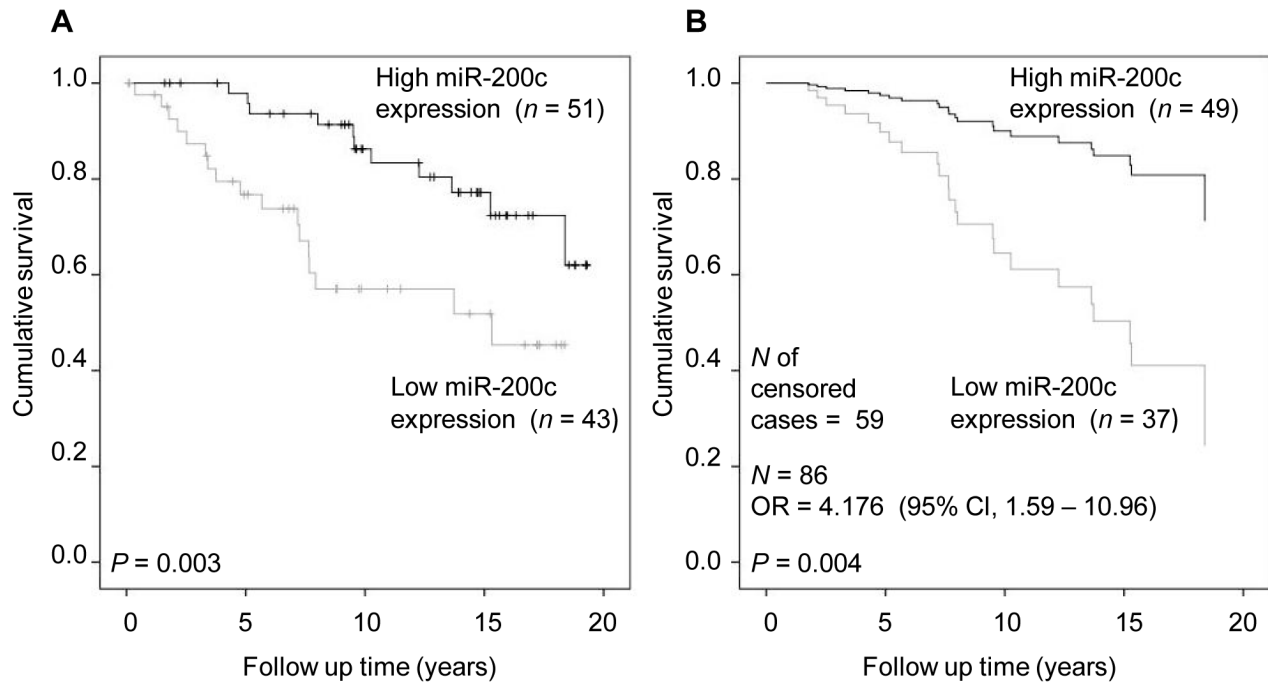 A
Cumulative survival
1.0
0.8
0.6
0.4
0.2
0.0
High miR-200c
expression (n = 51)
Low miR-200c
expression (n = 43)
P = 0.003
0 5 10 15 20
Follow up time (years)
B
Cumulative survival
1.0
0.8
0.6
0.4
0.2
0.0
High miR-200c
expression (n = 49)
N of
censored
cases = 59
Low miR-200c
expression (n = 37)
N = 86
OR = 4.176 (95% CI, 1.59 – 10.96)
P = 0.004
0 5 10 15 20
Follow up time (years)